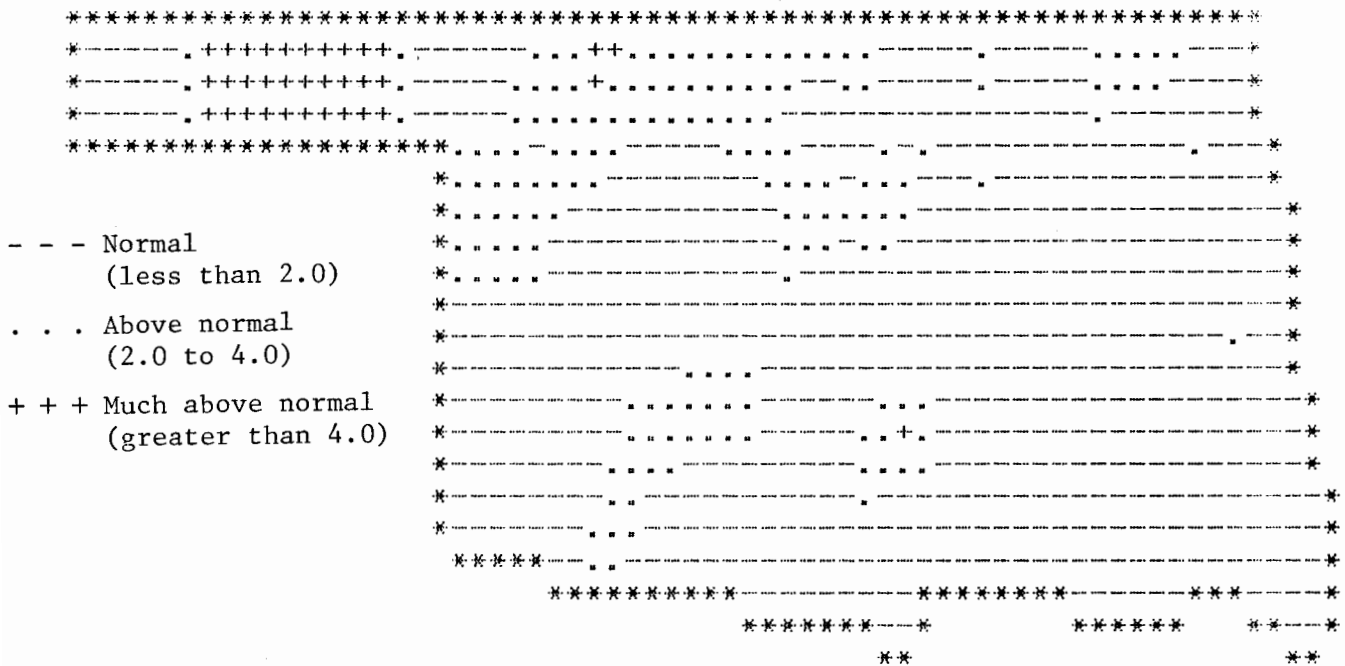 - - - Normal
(less than 2.0)
. . . Above normal
(2.0 to 4.0)
+ + + Much above normal
(greater than 4.0)